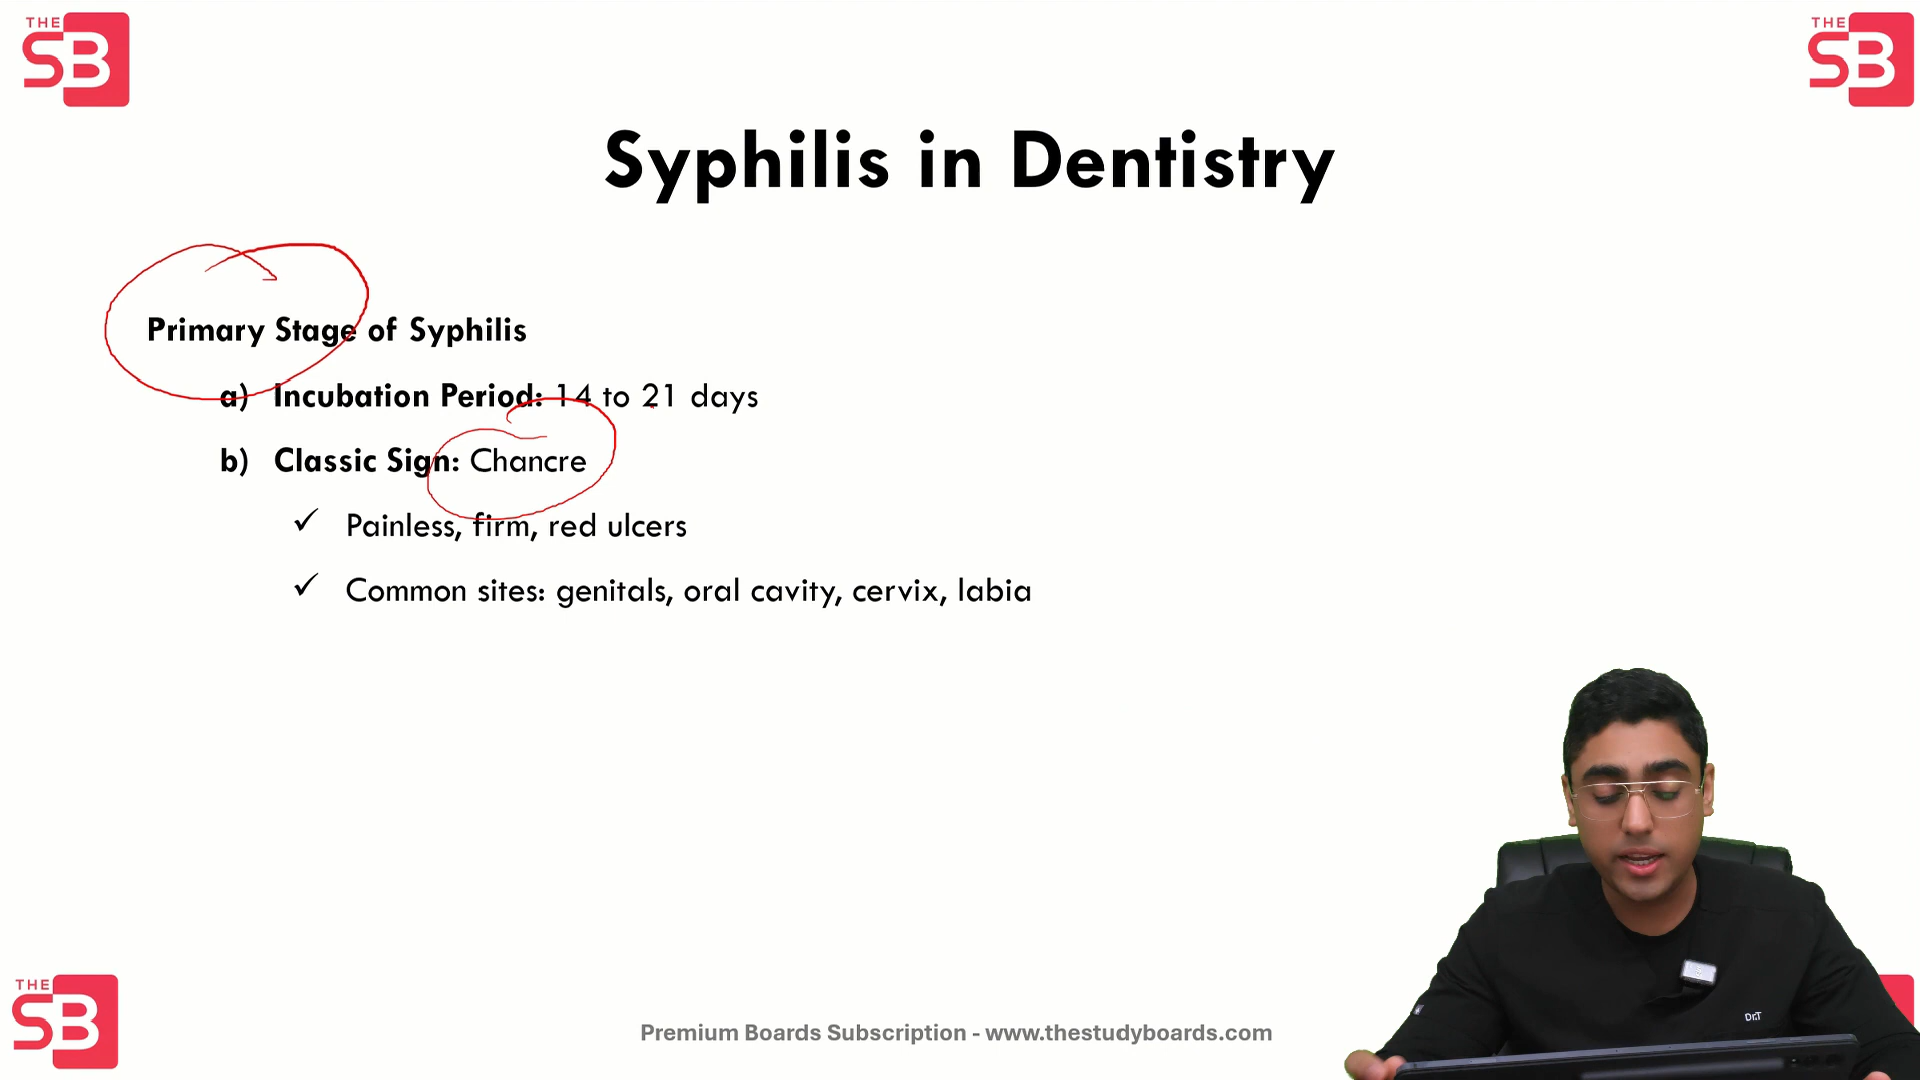 THE
SB
THE
SB
Syphilis in Dentistry
Primary Stage of Syphilis
a) Incubation Period: 14 to 21 days
b) Classic Sign: Chancre
✓ Painless, firm, red ulcers
✓ Common sites: genitals, oral cavity, cervix, labia
THE
SB
Premium Boards Subscription - www.thestudyboards.com
Dr.T